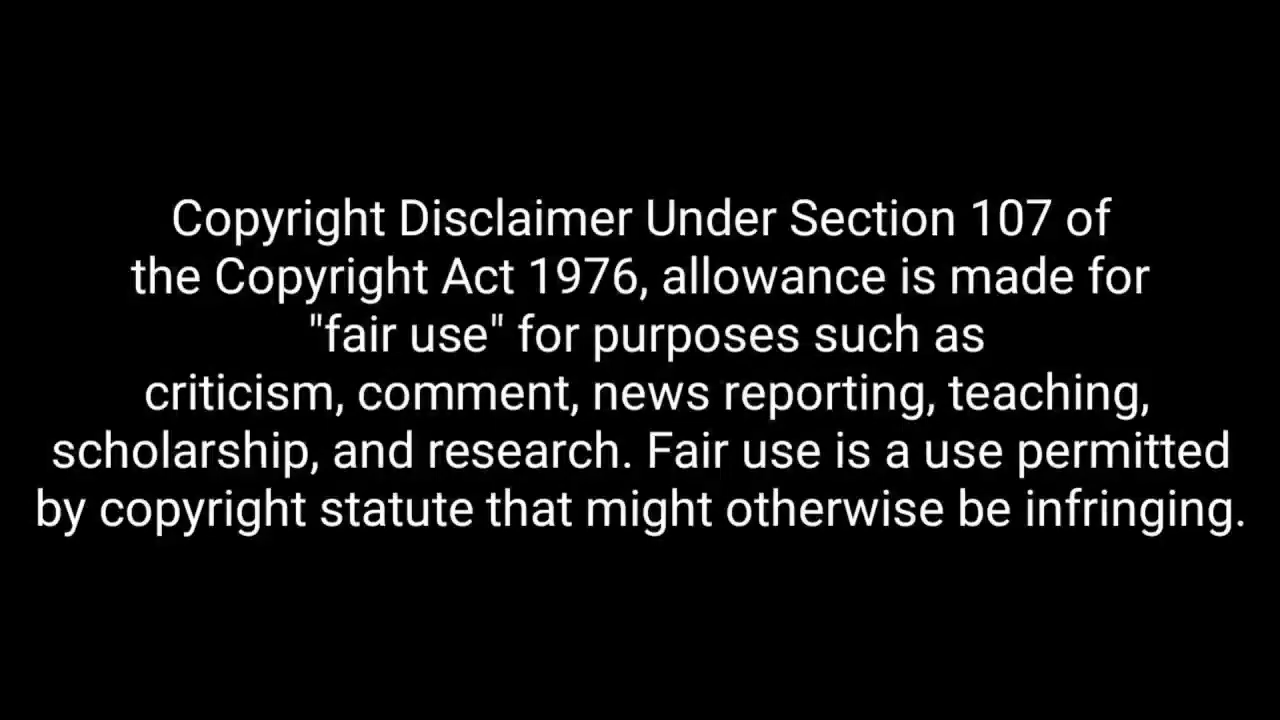 Copyright Disclaimer Under Section 107 of
the Copyright Act 1976, allowance is made for
"fair use" for purposes such as
criticism, comment, news reporting, teaching,
scholarship, and research. Fair use is a use permitted
by copyright statute that might otherwise be infringing.